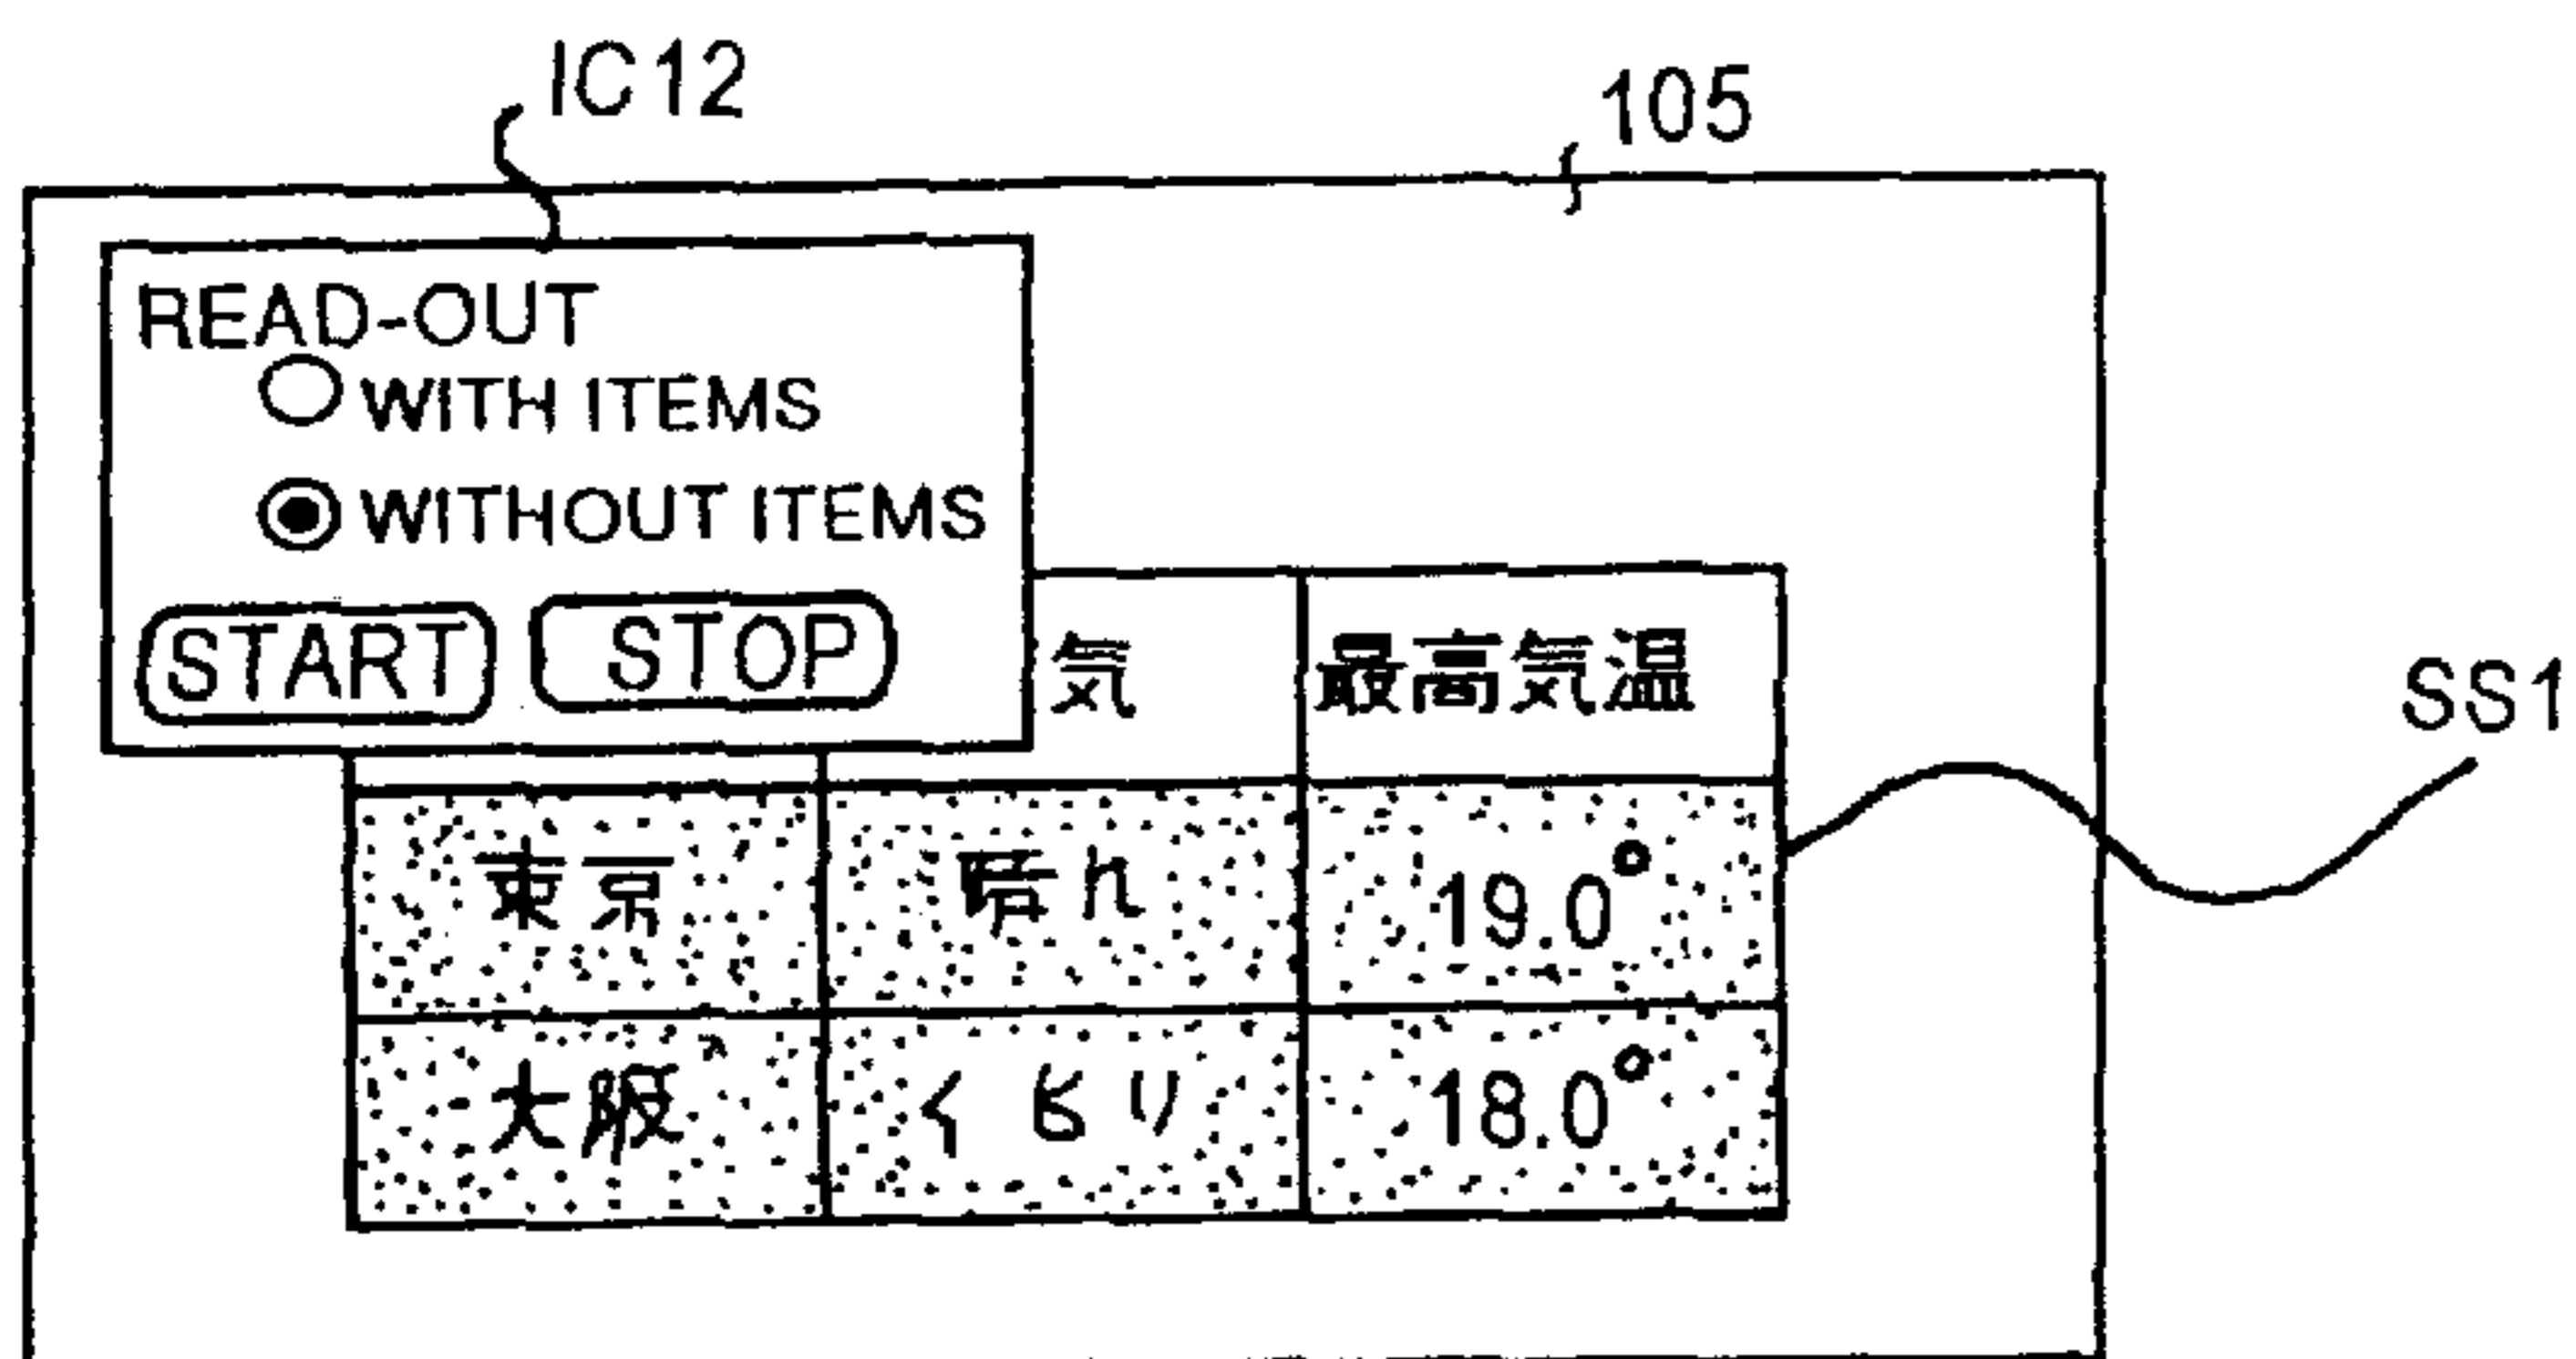 IC12
105
READ-OUT
WITH ITEMS
WITHOUT ITEMS
START STOP
気 最高気温
SS1
東京 晴れ 19.0°
大阪 くもり 18.0°